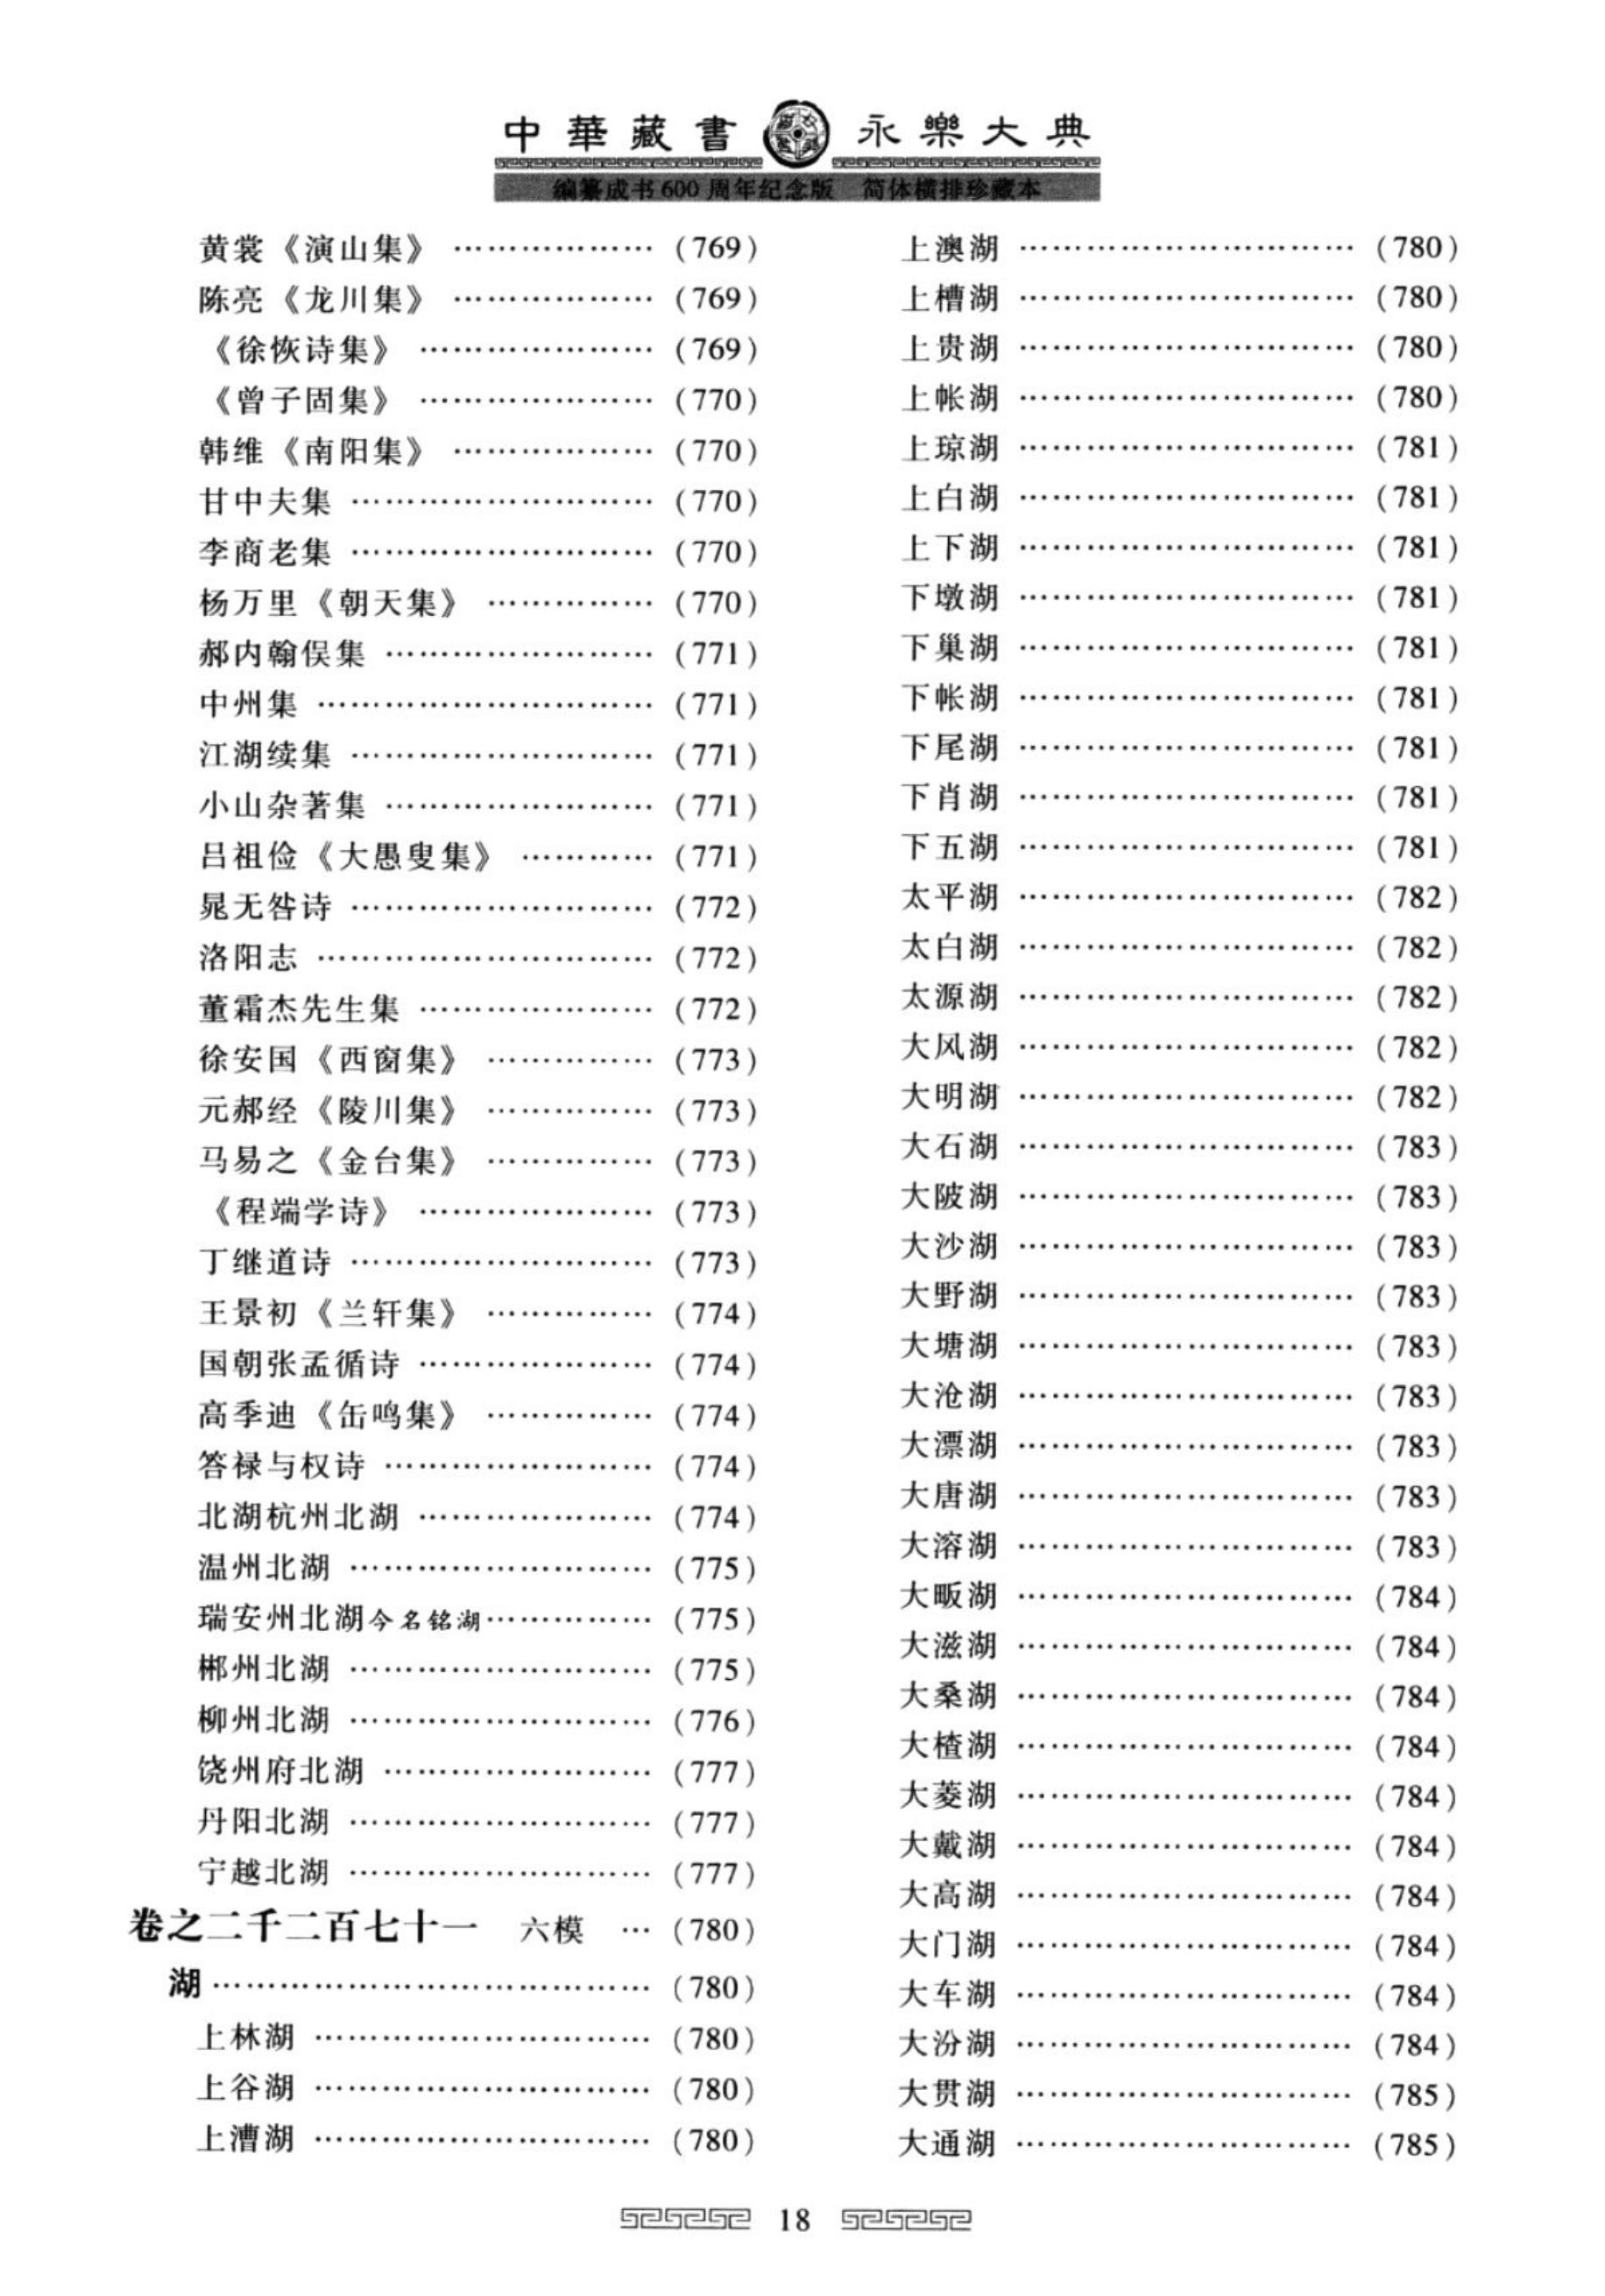 中華藏書 永樂大典
编纂成书600周年纪念版 简体横排珍藏本
黄裳《演山集》 ……………… (769)
陈亮《龙川集》 ……………… (769)
《徐恢诗集》 ………………… (769)
《曾子固集》 ………………… (770)
韩维《南阳集》 ……………… (770)
甘中夫集 ……………………… (770)
李商老集 ……………………… (770)
杨万里《朝天集》 …………… (770)
郝内翰俣集 …………………… (771)
中州集 ………………………… (771)
江湖续集 ……………………… (771)
小山杂著集 …………………… (771)
吕祖俭《大愚叟集》 ………… (771)
晁无咎诗 ……………………… (772)
洛阳志 ………………………… (772)
董霜杰先生集 ………………… (772)
徐安国《西窗集》 …………… (773)
元郝经《陵川集》 …………… (773)
马易之《金台集》 …………… (773)
《程端学诗》 ………………… (773)
丁继道诗 ……………………… (773)
王景初《兰轩集》 …………… (774)
国朝张孟循诗 ………………… (774)
高季迪《缶鸣集》 …………… (774)
答禄与权诗 …………………… (774)
北湖杭州北湖 ………………… (774)
温州北湖 ……………………… (775)
瑞安州北湖今名铭湖…………… (775)
郴州北湖 ……………………… (775)
柳州北湖 ……………………… (776)
饶州府北湖 …………………… (777)
丹阳北湖 ……………………… (777)
宁越北湖 ……………………… (777)
卷之二千二百七十一 六模 … (780)
湖………………………………… (780)
上林湖 ………………………… (780)
上谷湖 ………………………… (780)
上漕湖 ………………………… (780)
上澳湖 ………………………… (780)
上槽湖 ………………………… (780)
上贵湖 ………………………… (780)
上帐湖 ………………………… (780)
上琼湖 ………………………… (781)
上白湖 ………………………… (781)
上下湖 ………………………… (781)
下墩湖 ………………………… (781)
下巢湖 ………………………… (781)
下帐湖 ………………………… (781)
下尾湖 ………………………… (781)
下肖湖 ………………………… (781)
下五湖 ………………………… (781)
太平湖 ………………………… (782)
太白湖 ………………………… (782)
太源湖 ………………………… (782)
大风湖 ………………………… (782)
大明湖 ………………………… (782)
大石湖 ………………………… (783)
大陂湖 ………………………… (783)
大沙湖 ………………………… (783)
大野湖 ………………………… (783)
大塘湖 ………………………… (783)
大沧湖 ………………………… (783)
大漂湖 ………………………… (783)
大唐湖 ………………………… (783)
大溶湖 ………………………… (783)
大畈湖 ………………………… (784)
大滋湖 ………………………… (784)
大桑湖 ………………………… (784)
大楂湖 ………………………… (784)
大菱湖 ………………………… (784)
大戴湖 ………………………… (784)
大高湖 ………………………… (784)
大门湖 ………………………… (784)
大车湖 ………………………… (784)
大汾湖 ………………………… (784)
大贯湖 ………………………… (785)
大通湖 ………………………… (785)
18